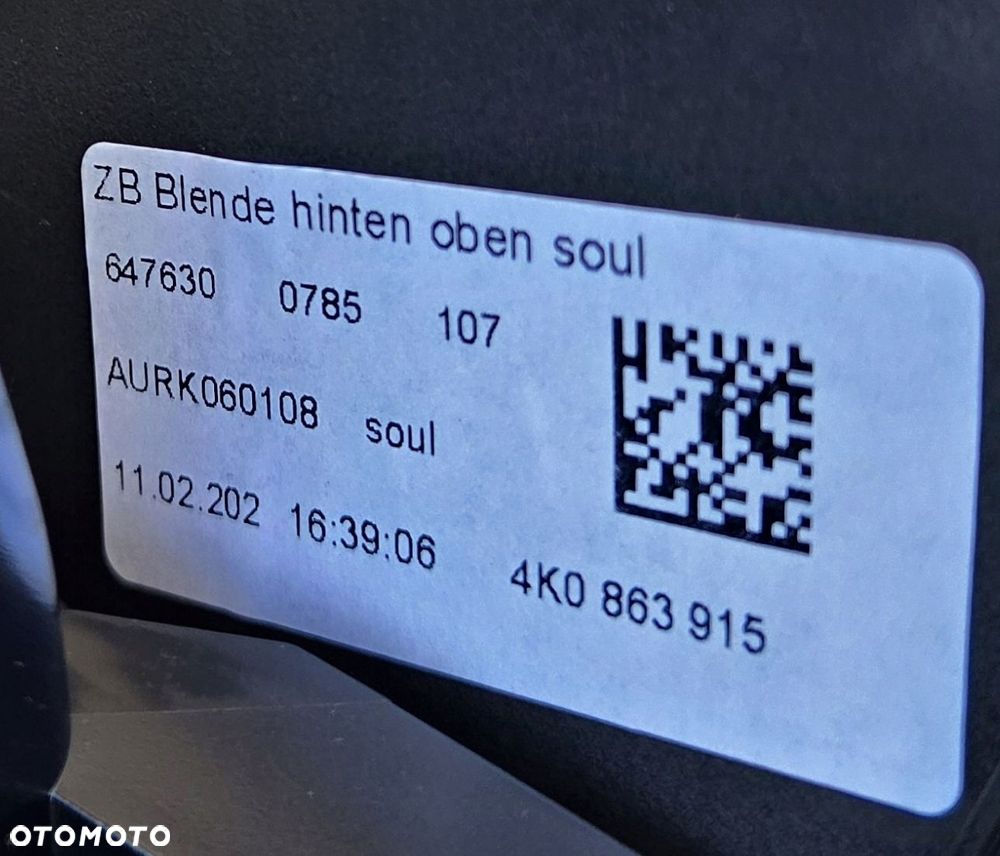 ZB Blende hinten oben soul
647630 0785 107
AURK060108 soul
11.02.202 16:39:06 4K0 863 915
OTOMOTO